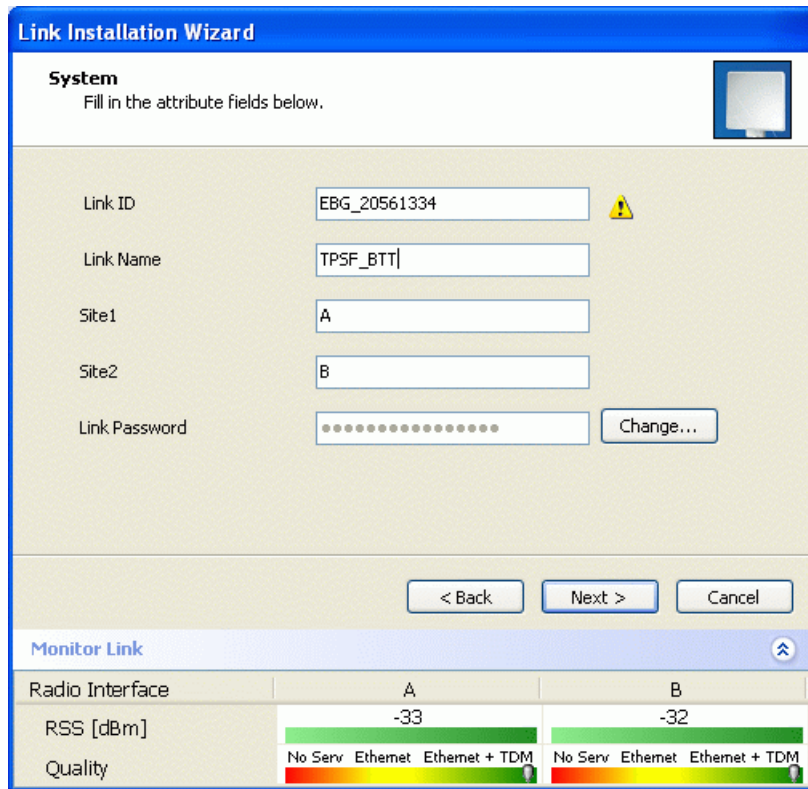 Link Installation Wizard
System
Fill in the attribute fields below.
Link ID EBG_20561334
Link Name TPSF_BTT
Site1 A
Site2 B
Link Password ●●●●●●●●●●●●●●●● Change...
< Back Next > Cancel
Monitor Link
Radio Interface A B
RSS [dBm] -33 -32
Quality No Serv Ethernet Ethernet + TDM No Serv Ethernet Ethernet + TDM